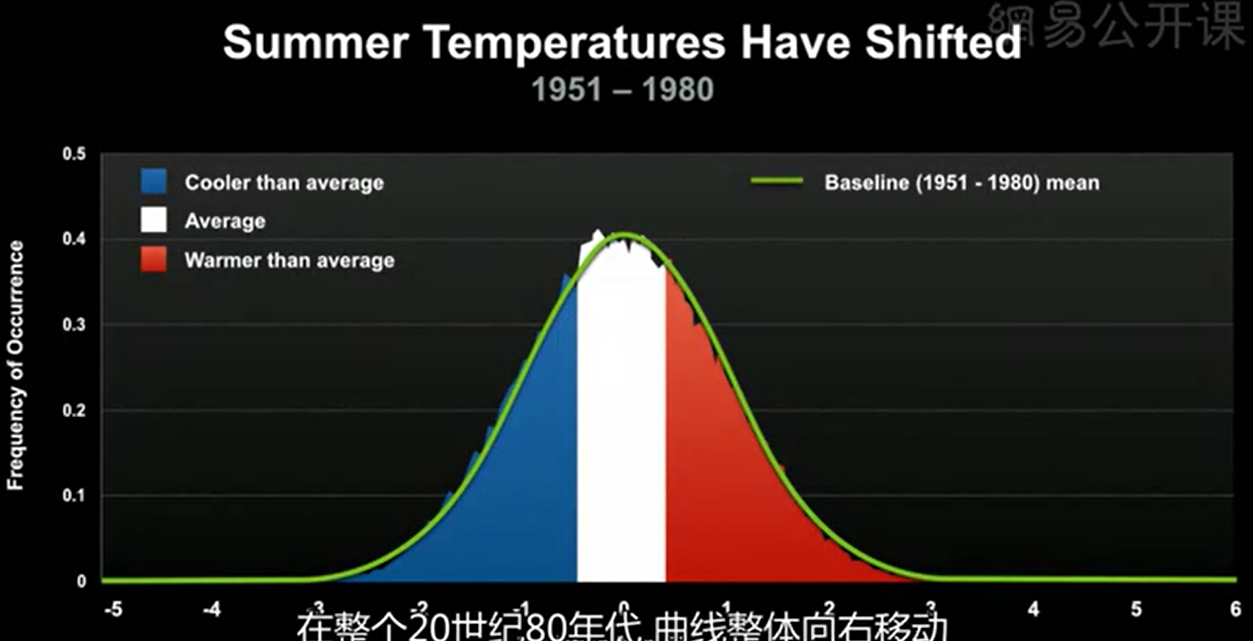 網易公开课
Summer Temperatures Have Shifted
1951 – 1980
0.5
Cooler than average
Baseline (1951 - 1980) mean
Average
0.4
Warmer than average
Frequency of Occurrence
0.3
0.2
0.1
0
-5 -4 -3 -2 -1 0 1 2 3 4 5 6
在整个20世纪80年代,曲线整体向右移动